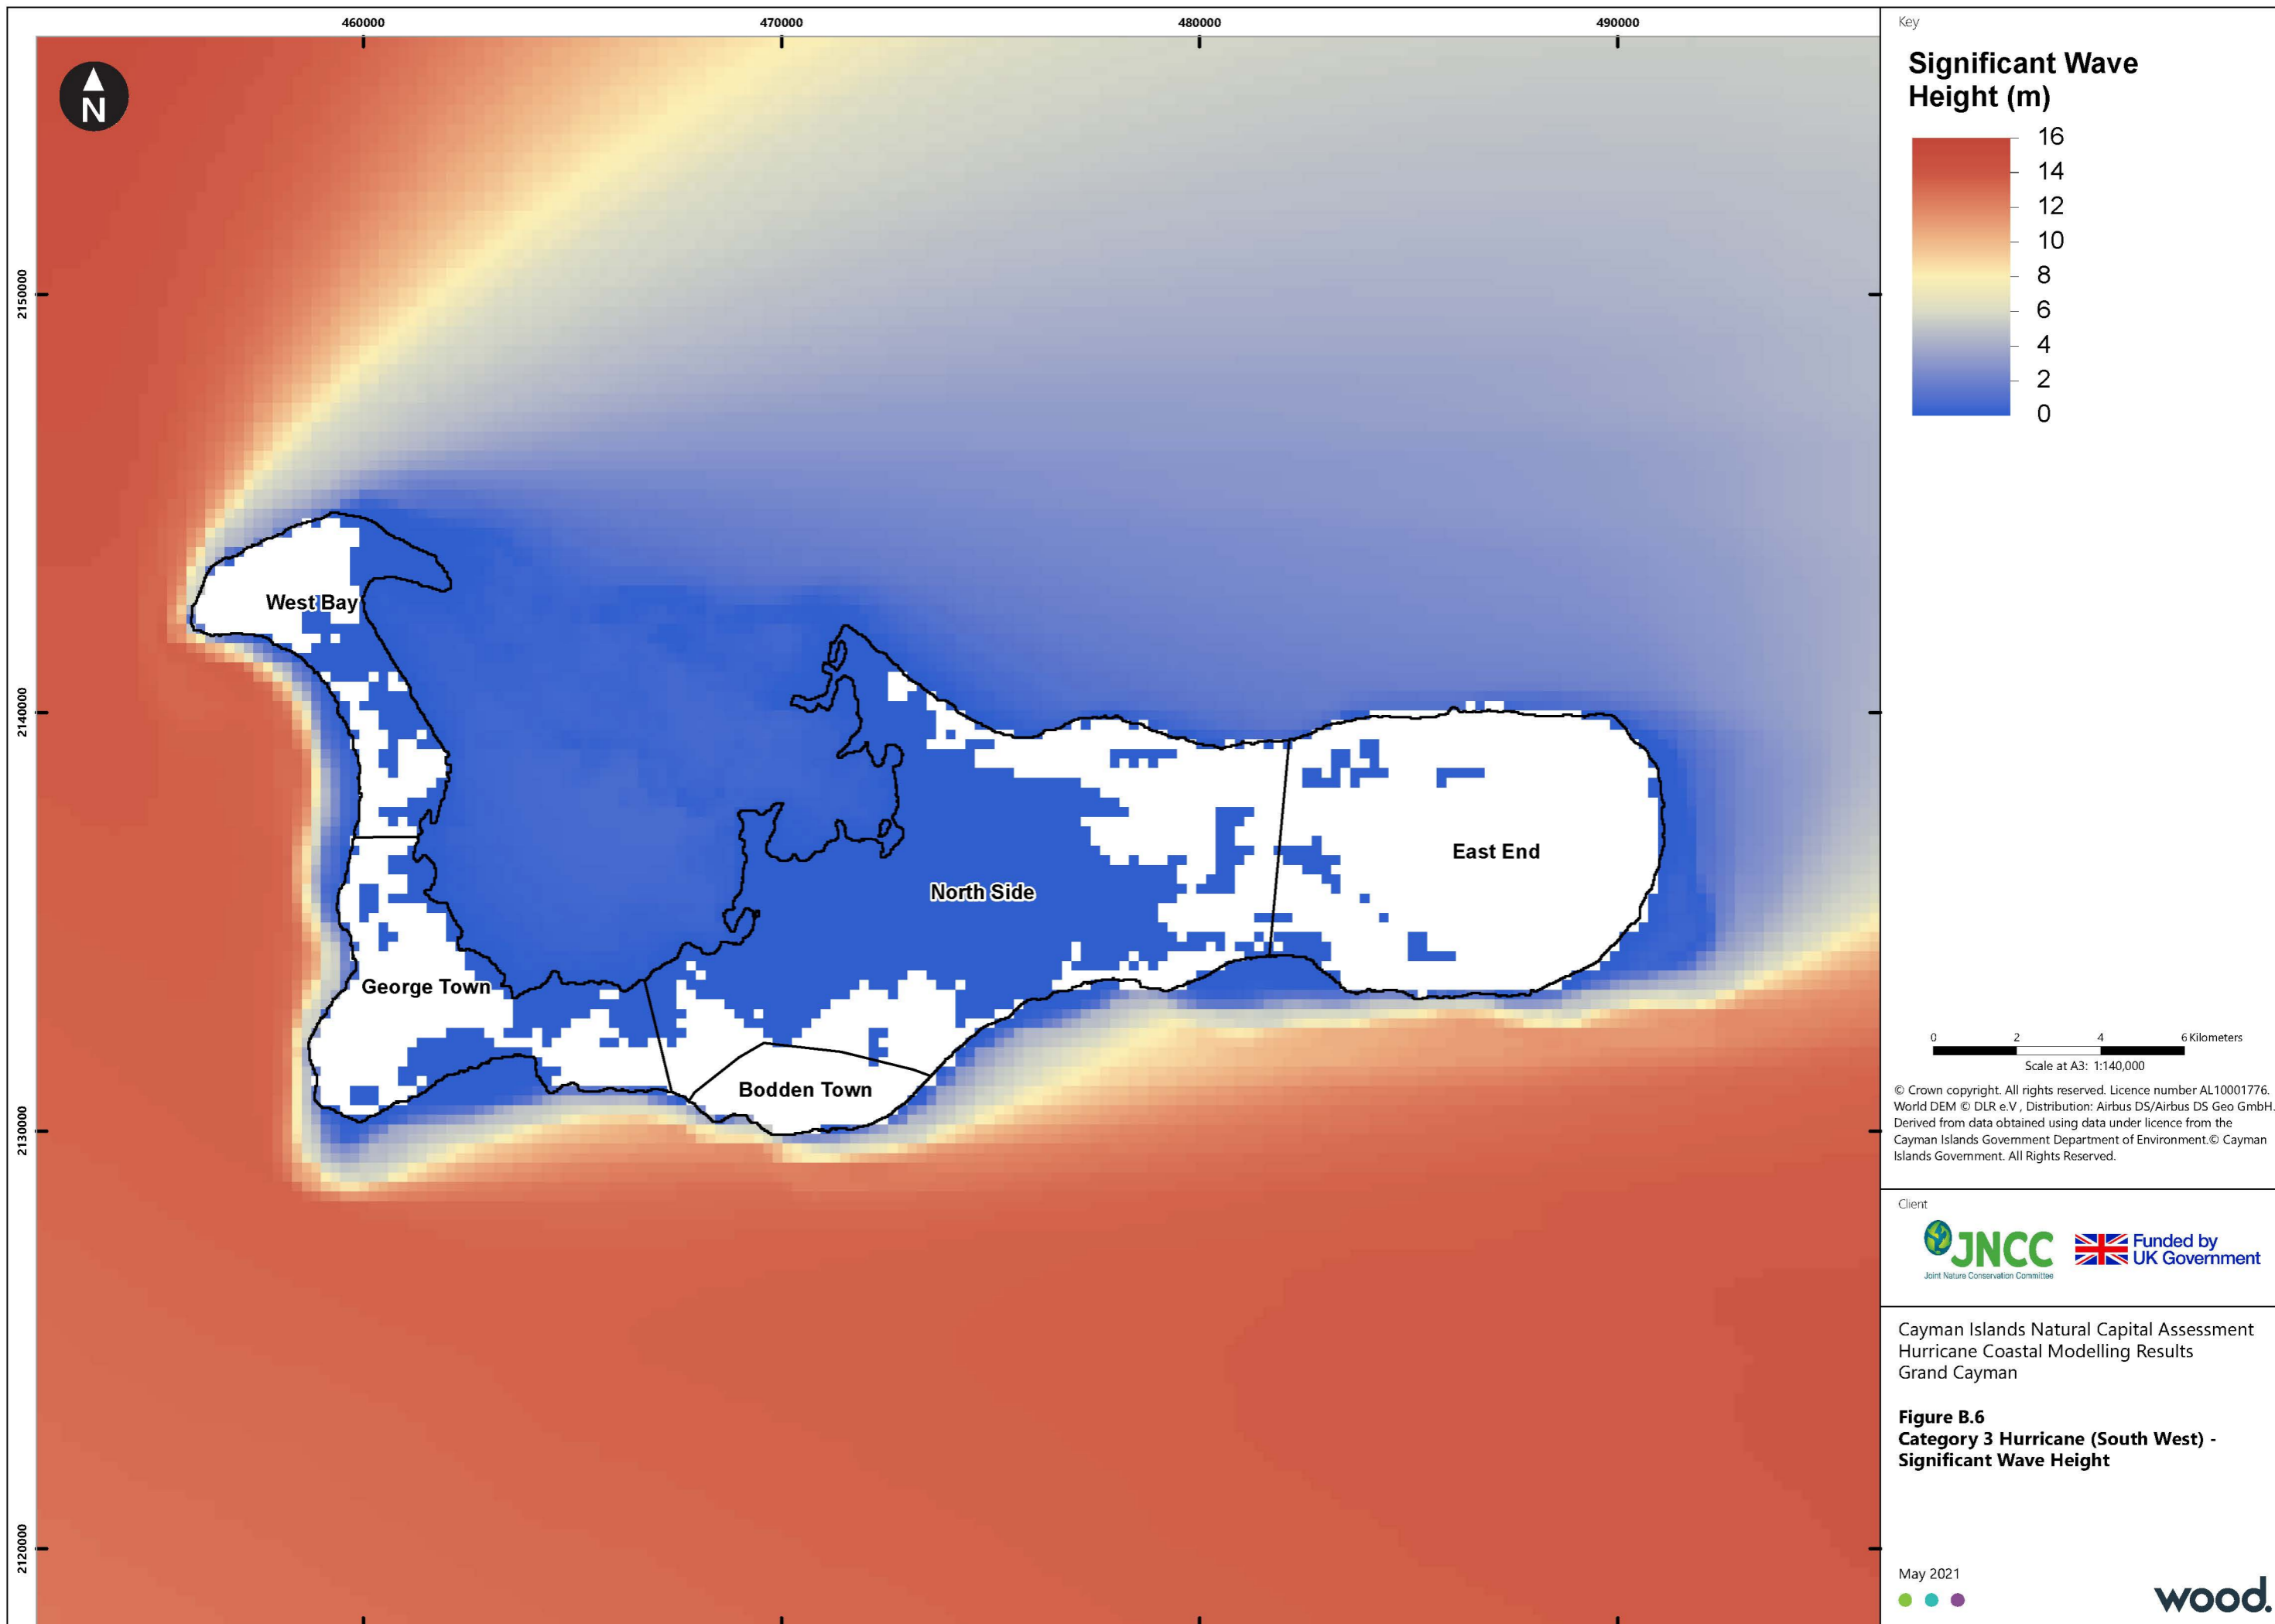 460000
470000
480000
490000
N
2150000
2140000
2130000
2120000
West Bay
East End
North Side
George Town
Bodden Town
Key
Significant Wave
Height (m)
16
14
12
10
8
6
4
2
0
0 2 4 6 Kilometers
Scale at A3: 1:140,000
© Crown copyright. All rights reserved. Licence number AL10001776.
World DEM © DLR e.V , Distribution: Airbus DS/Airbus DS Geo GmbH.
Derived from data obtained using data under licence from the
Cayman Islands Government Department of Environment.© Cayman
Islands Government. All Rights Reserved.
Client
JNCC
Joint Nature Conservation Committee
Funded by
UK Government
Cayman Islands Natural Capital Assessment
Hurricane Coastal Modelling Results
Grand Cayman
Figure B.6
Category 3 Hurricane (South West) -
Significant Wave Height
May 2021
wood.